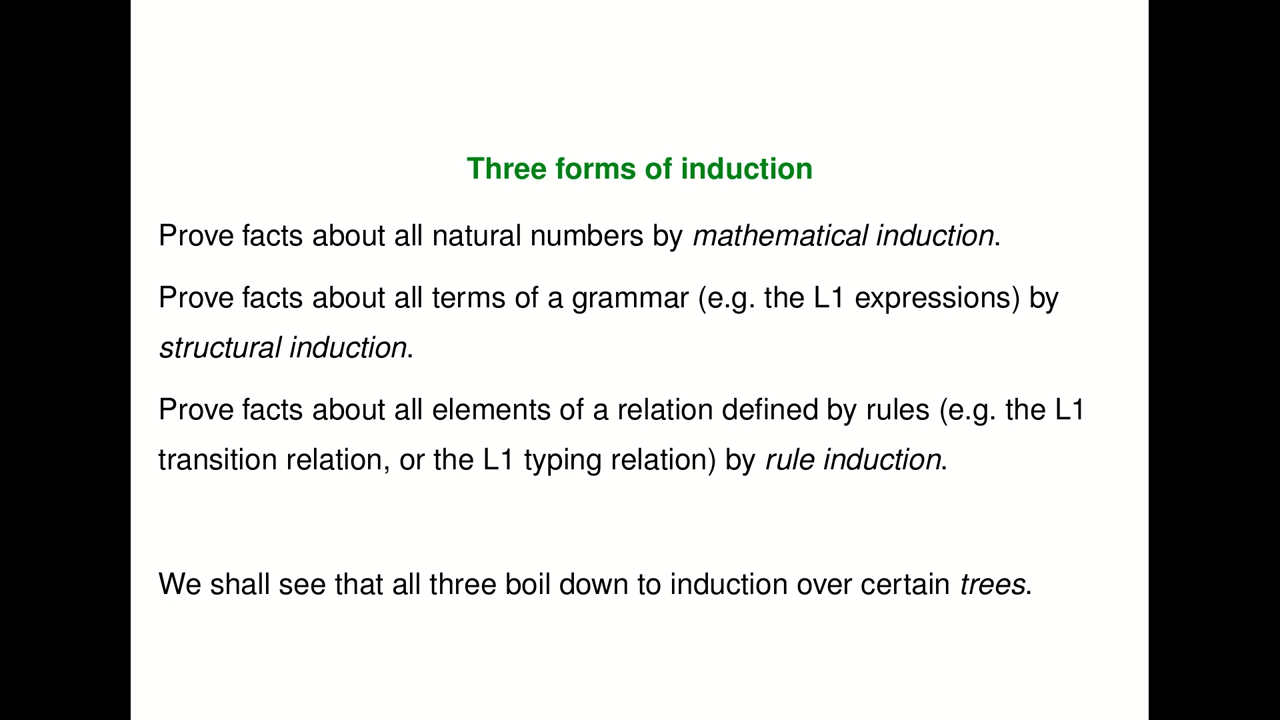 Three forms of induction
Prove facts about all natural numbers by mathematical induction.
Prove facts about all terms of a grammar (e.g. the L1 expressions) by
structural induction.
Prove facts about all elements of a relation defined by rules (e.g. the L1
transition relation, or the L1 typing relation) by rule induction.
We shall see that all three boil down to induction over certain trees.